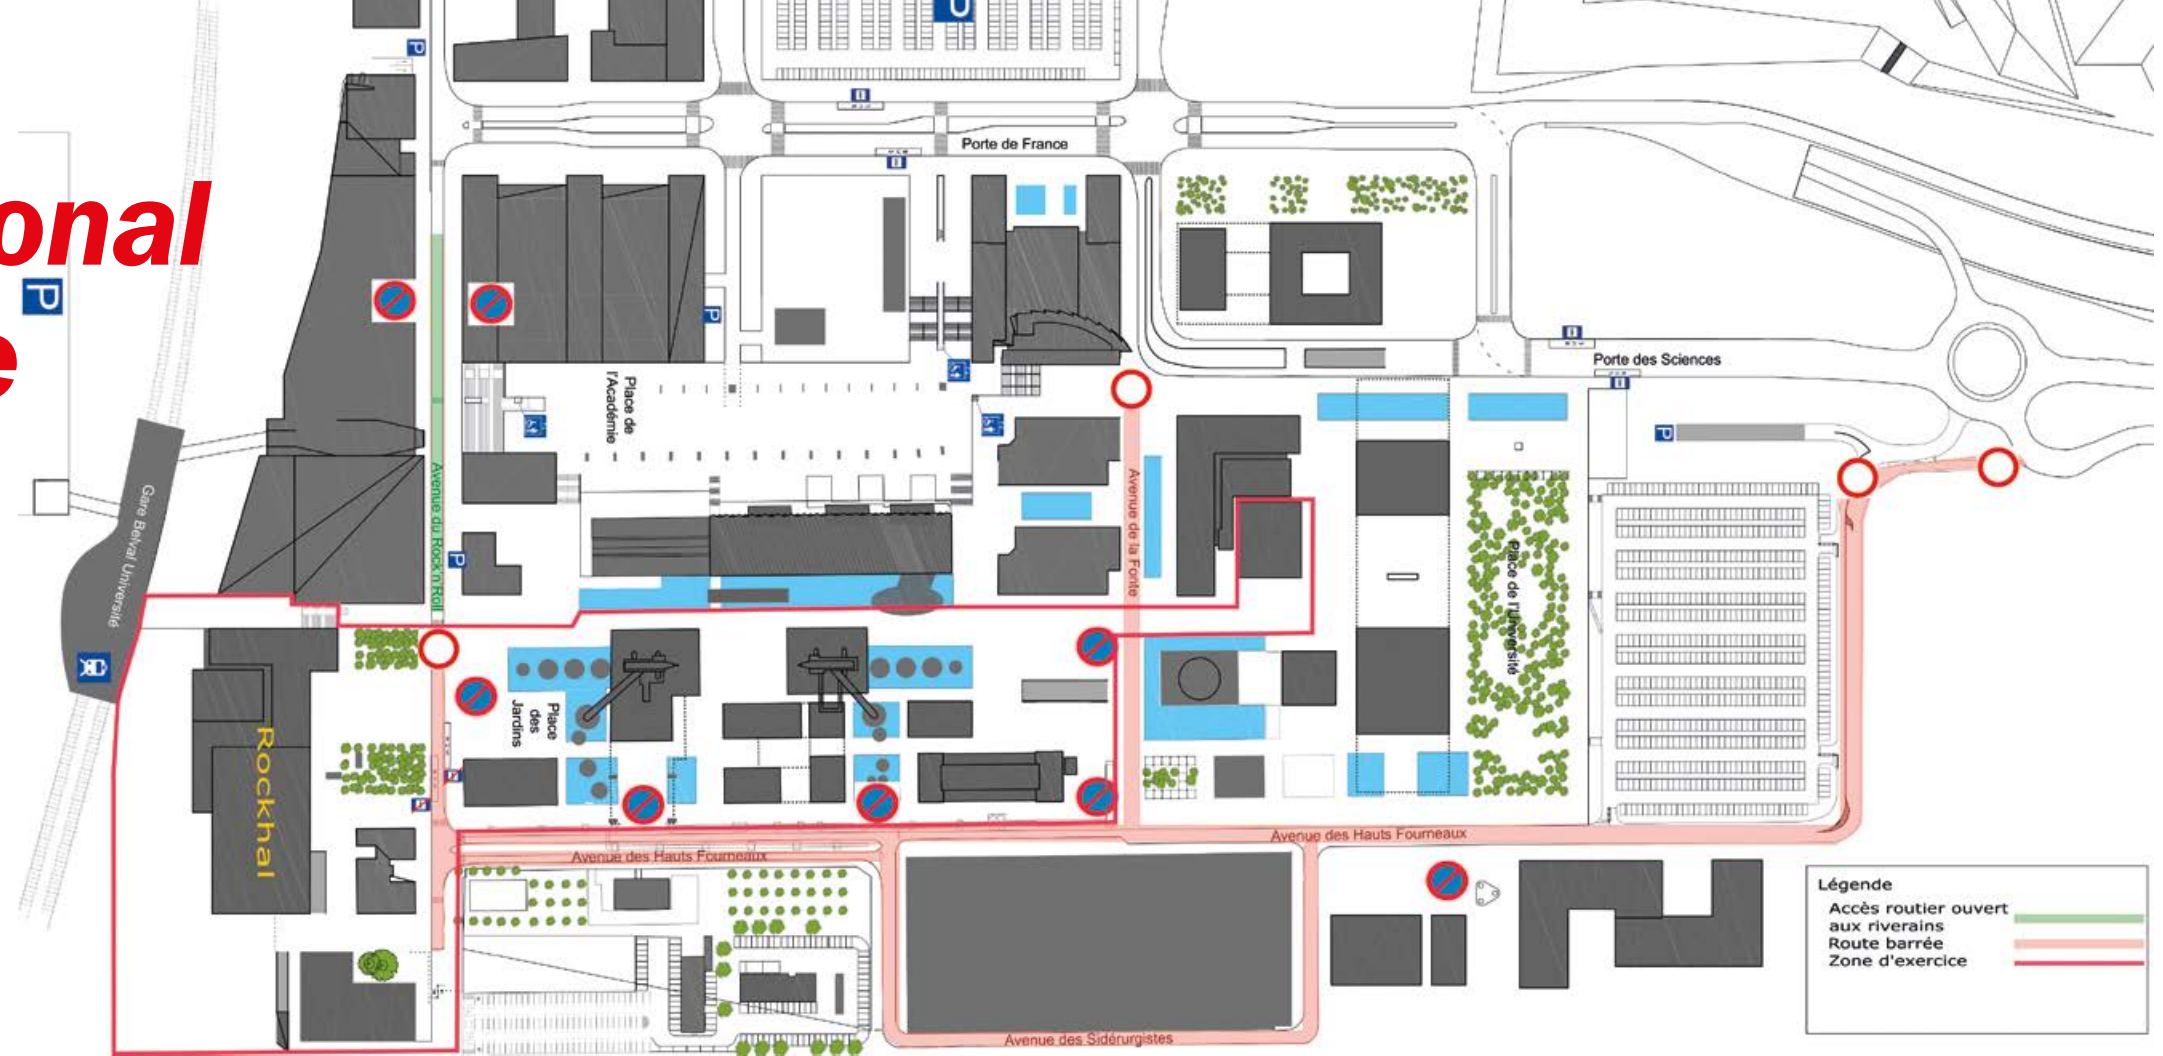 onal
e
P
P
P
Porte de France
P
Porte des Sciences
P
Place de
l'Académie
Avenue du Rock'n'Roll
Avenue de la Fonte
Place de l'Université
Gare Belval Université
P
Place
des
Jardins
Rockhal
Avenue des Hauts Fourneaux
Avenue des Hauts Fourneaux
Avenue des Sidérurgistes
Légende
Accès routier ouvert
aux riverains
Route barrée
Zone d'exercice